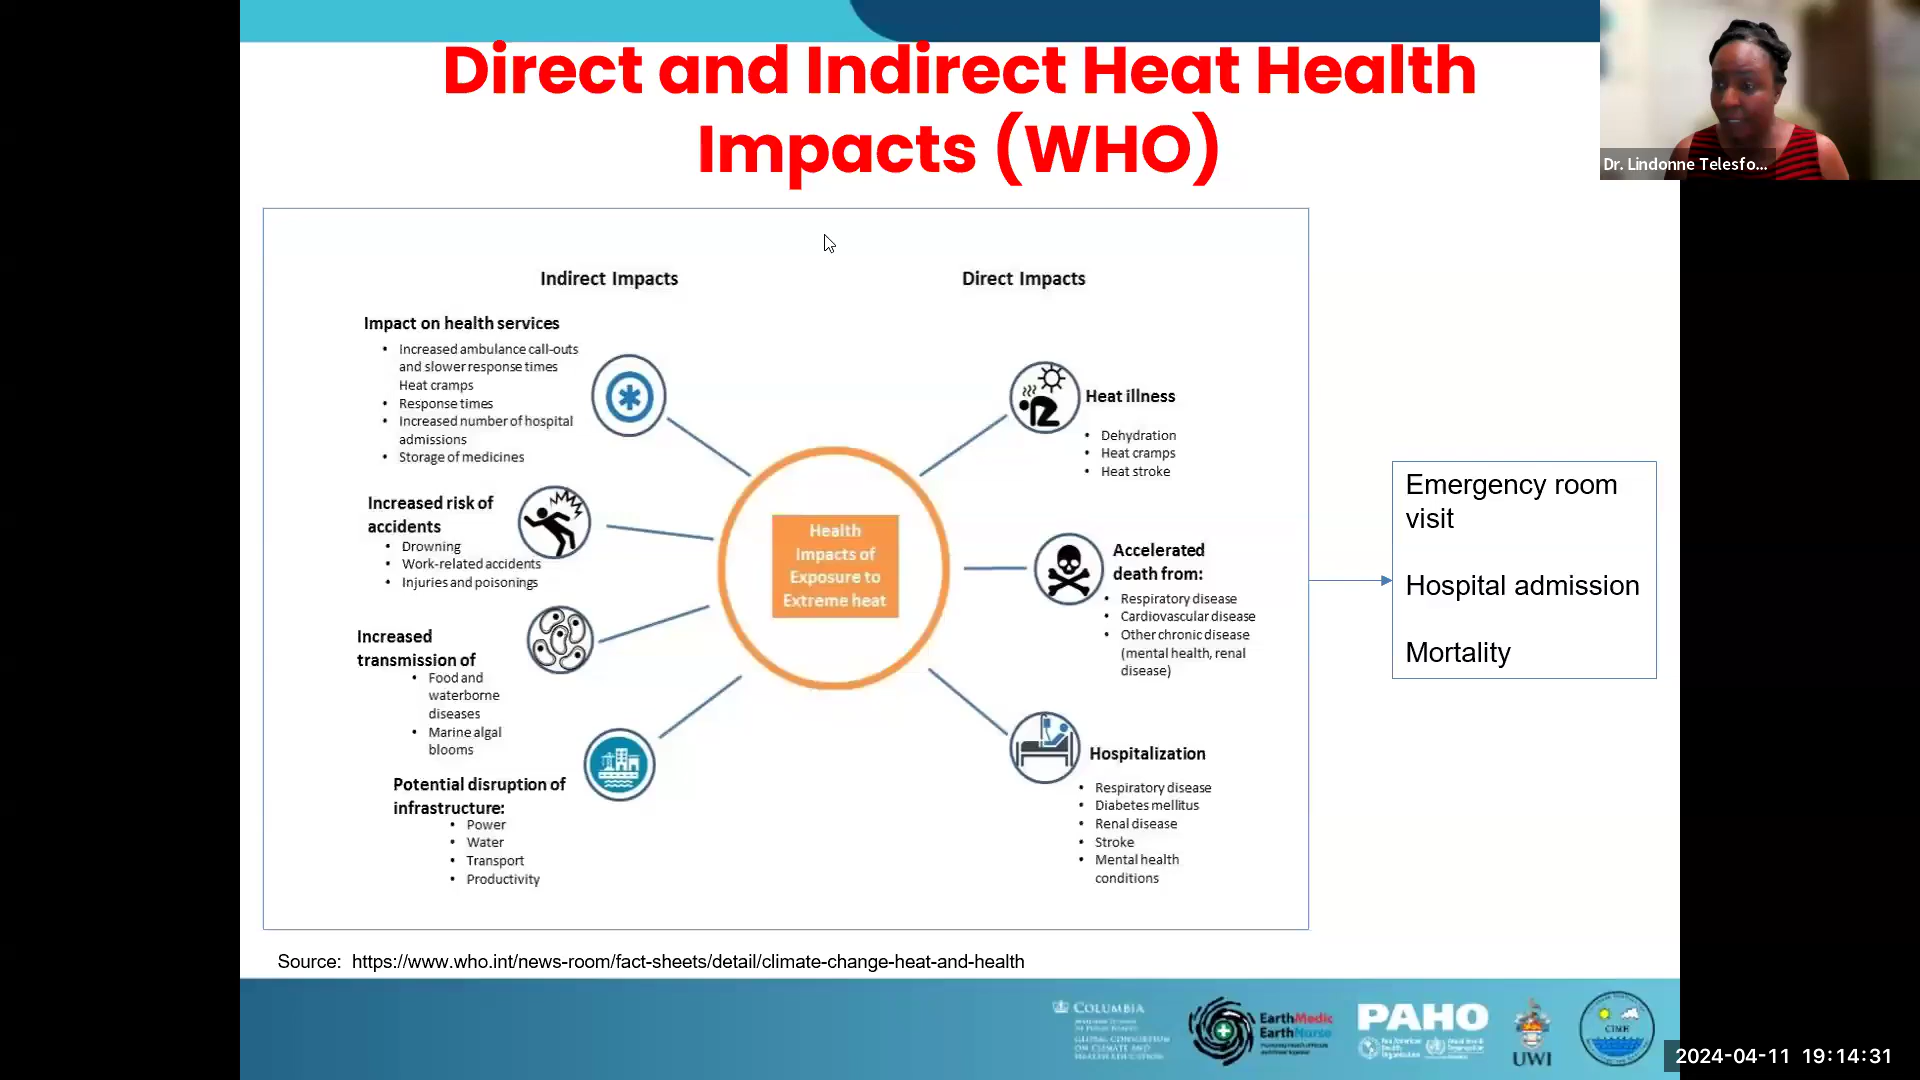 Direct and Indirect Heat Health
Impacts (WHO)
Dr. Lindonne Telesfo...
Indirect Impacts
Direct Impacts
Impact on health services
• Increased ambulance call-outs
and slower response times
Heat cramps
• Response times
• Increased number of hospital
admissions
• Storage of medicines
Increased risk of
accidents
• Drowning
• Work-related accidents
• Injuries and poisonings
Increased
transmission of
• Food and
waterborne
diseases
• Marine algal
blooms
Potential disruption of
infrastructure:
• Power
• Water
• Transport
• Productivity
Health
Impacts of
Exposure to
Extreme heat
Heat illness
• Dehydration
• Heat cramps
• Heat stroke
Accelerated
death from:
• Respiratory disease
• Cardiovascular disease
• Other chronic disease
(mental health, renal
disease)
Hospitalization
• Respiratory disease
• Diabetes mellitus
• Renal disease
• Stroke
• Mental health
conditions
Emergency room
visit
Hospital admission
Mortality
Source: https://www.who.int/news-room/fact-sheets/detail/climate-change-heat-and-health
COLUMBIA
GLOBAL CONSORTIUM
ON CLIMATE AND
HEALTH EDUCATION
EarthMedic
EarthNurse
PAHO
UWI
CIMH
2024-04-11 19:14:31